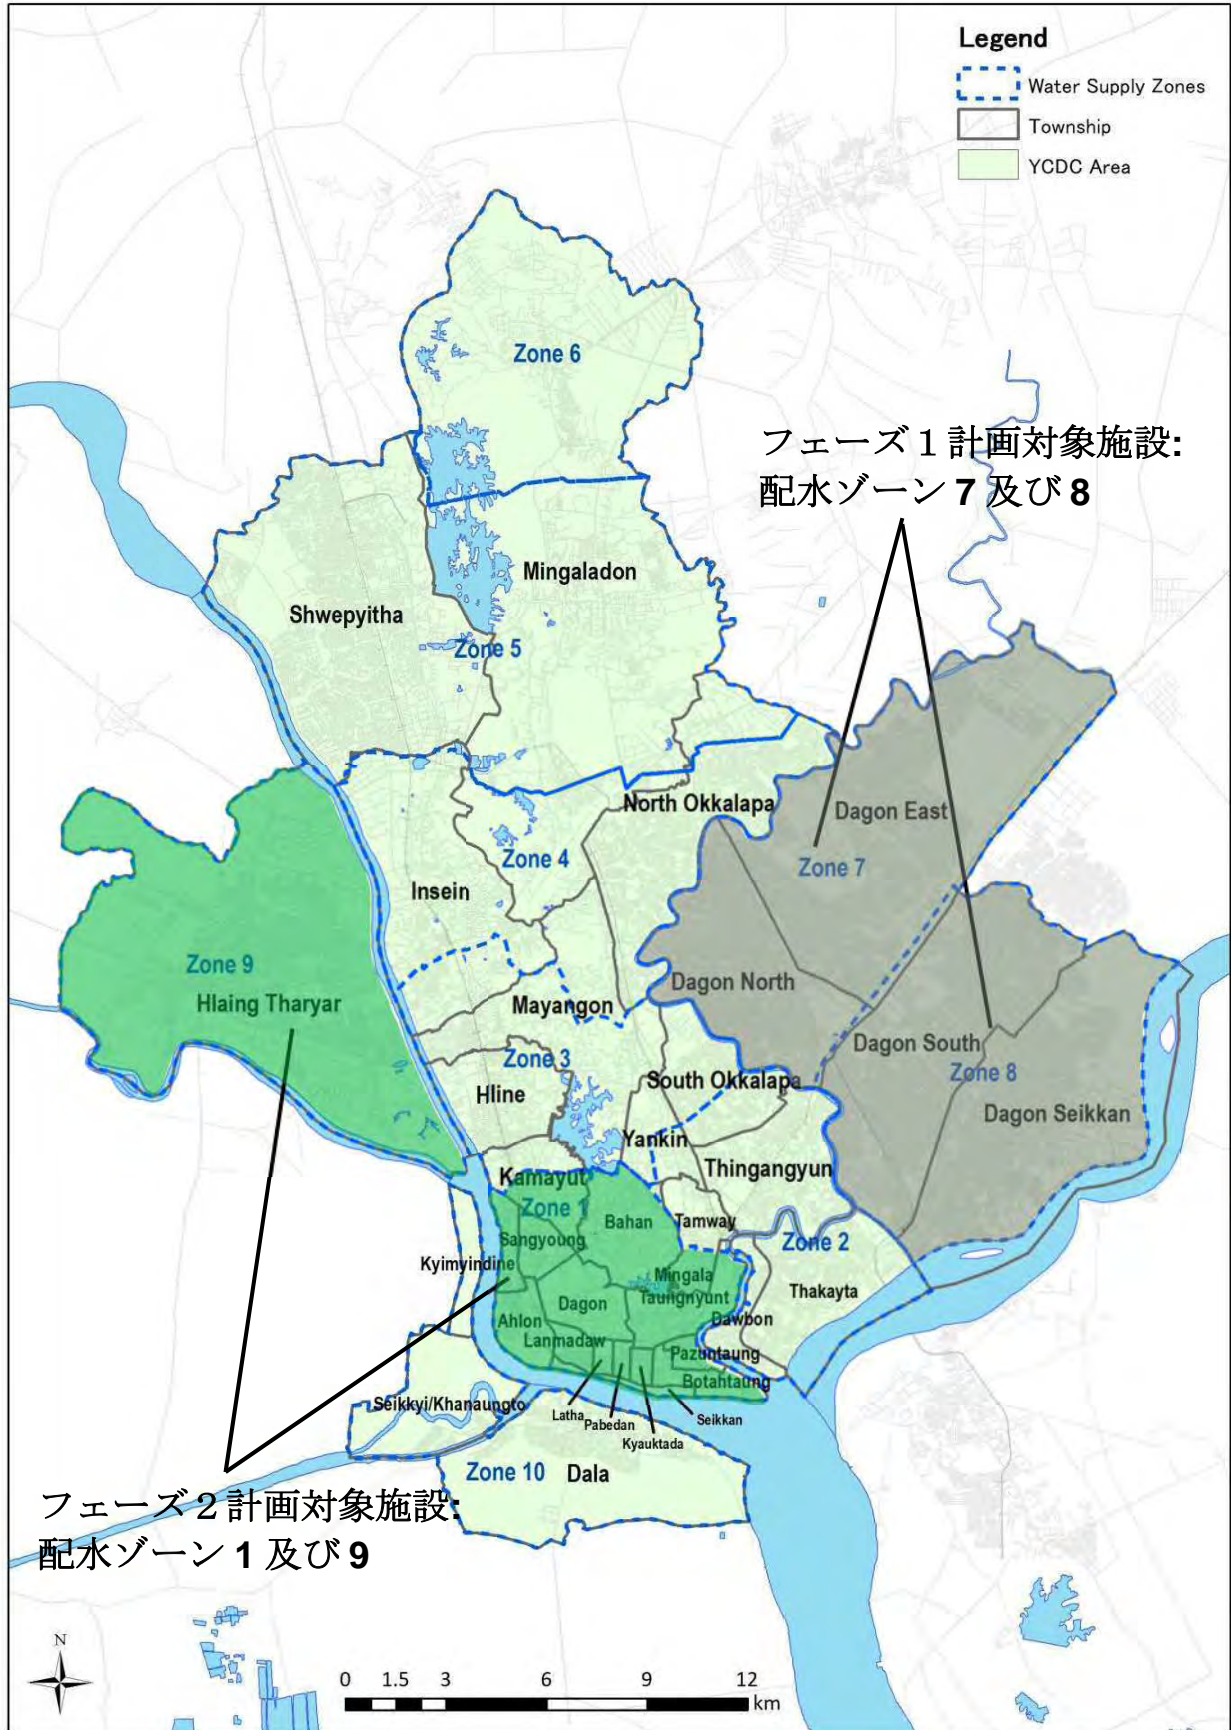 Legend
Water Supply Zones
Township
YCDC Area
Zone 6
フェーズ１計画対象施設:
配水ゾーン 7 及び 8
Mingaladon
Shwepyitha
Zone 5
North Okkalapa
Dagon East
Zone 4
Zone 7
Insein
Zone 9
Dagon North
Hlaing Tharyar
Mayangon
Dagon South
Zone 3
Zone 8
South Okkalapa
Hline
Dagon Seikkan
Yankin
Thingangyun
Kamayut
Zone 1
Bahan
Tamway
Sangyoung
Zone 2
Kyimyindine
Mingala
Taungnyunt
Thakayta
Dagon
Ahlon
Dawbon
Lanmadaw
Pazuntaung
Botahtaung
Seikkyi/Khanaungto
Latha
Pabedan
Seikkan
Kyauktada
Zone 10
Dala
フェーズ２計画対象施設:
配水ゾーン 1 及び 9
N
0 1.5 3 6 9 12
km